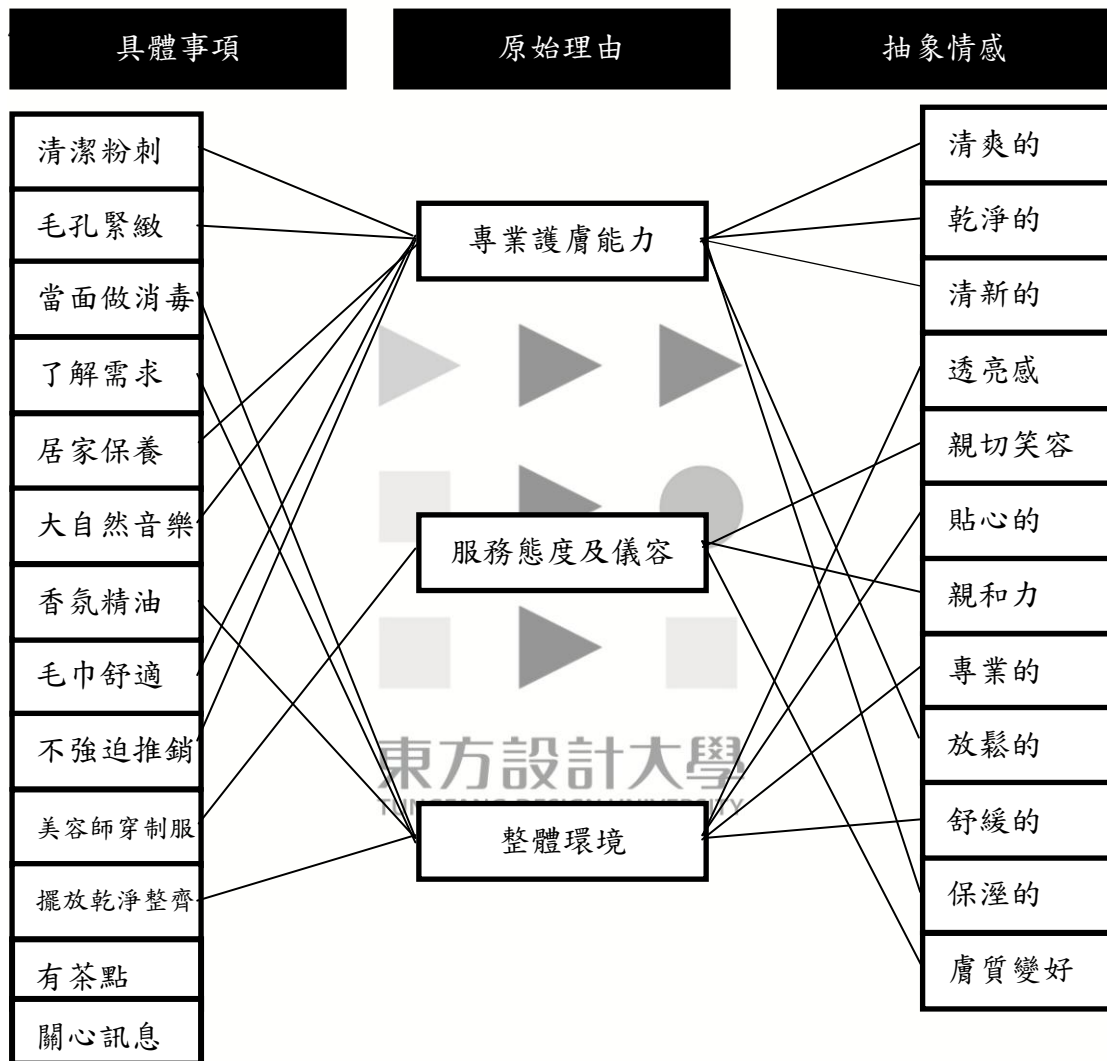 具體事項
原始理由
抽象情感
清潔粉刺
毛孔緊緻
當面做消毒
了解需求
居家保養
大自然音樂
香氛精油
毛巾舒適
不強迫推銷
美容師穿制服
擺放乾淨整齊
有茶點
關心訊息
專業護膚能力
服務態度及儀容
整體環境
東方設計大學
清爽的
乾淨的
清新的
透亮感
親切笑容
貼心的
親和力
專業的
放鬆的
舒緩的
保溼的
膚質變好